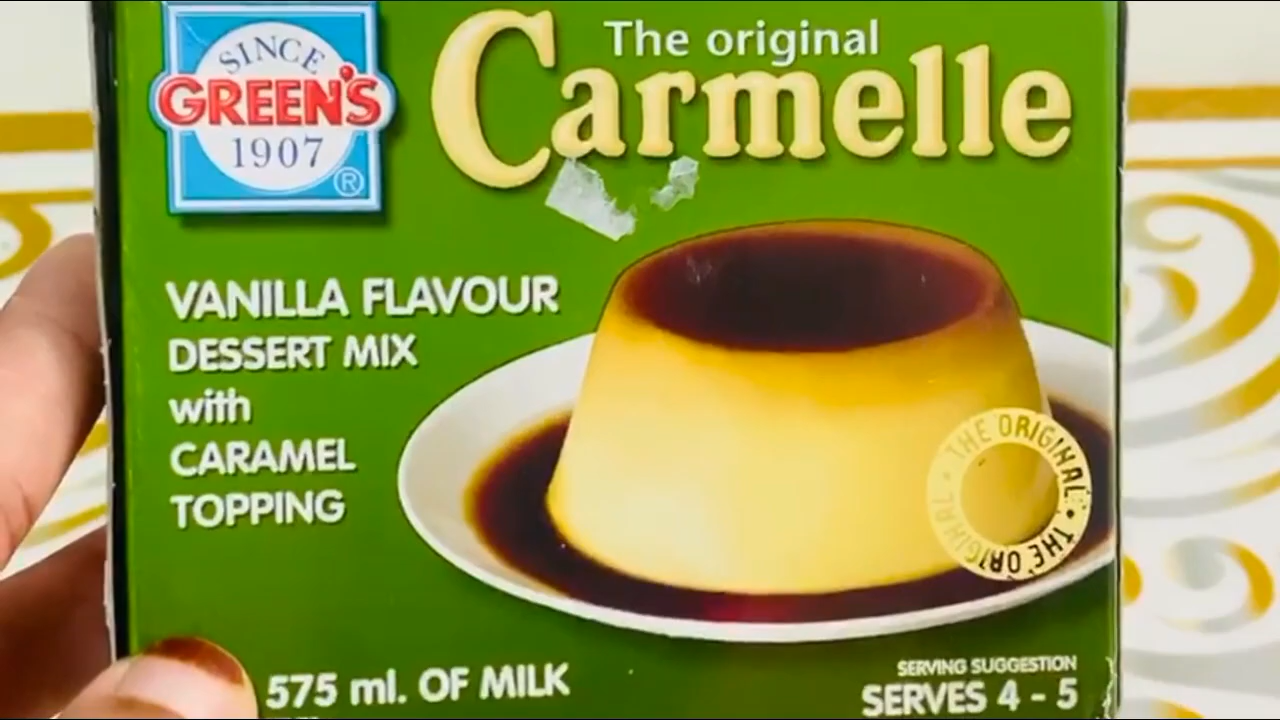 SINCE
GREEN'S
1907
®
The original
Carmelle
VANILLA FLAVOUR
DESSERT MIX
with
CARAMEL
TOPPING
THE ORIGINAL • THE ORIGINAL •
575 ml. OF MILK
SERVING SUGGESTION
SERVES 4 - 5